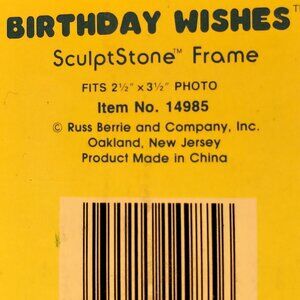 BIRTHDAY WISHES™
SculptStone™ Frame
FITS 2½" x 3½" PHOTO
Item No. 14985
© Russ Berrie and Company, Inc.
Oakland, New Jersey
Product Made in China